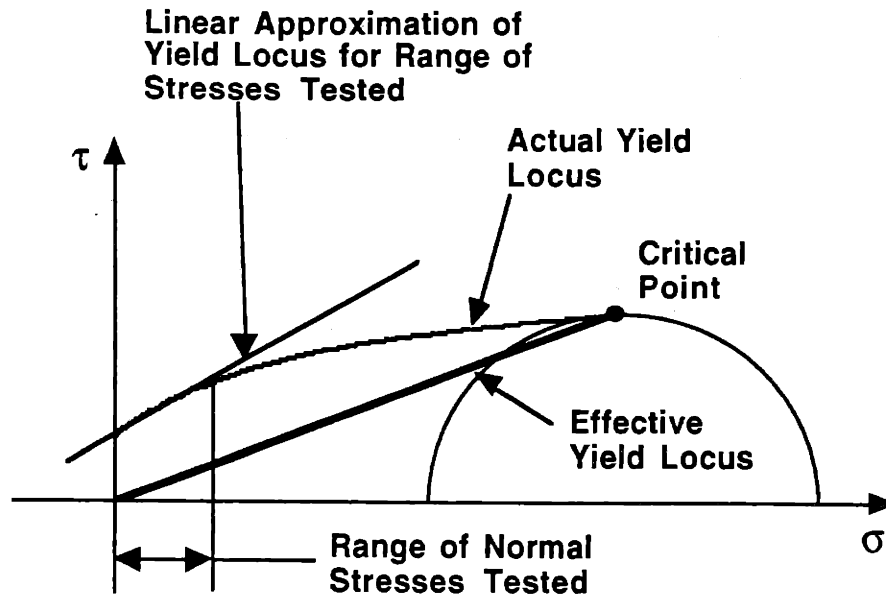 Linear Approximation of
Yield Locus for Range of
Stresses Tested
τ
Actual Yield
Locus
Critical
Point
Effective
Yield Locus
σ
Range of Normal
Stresses Tested